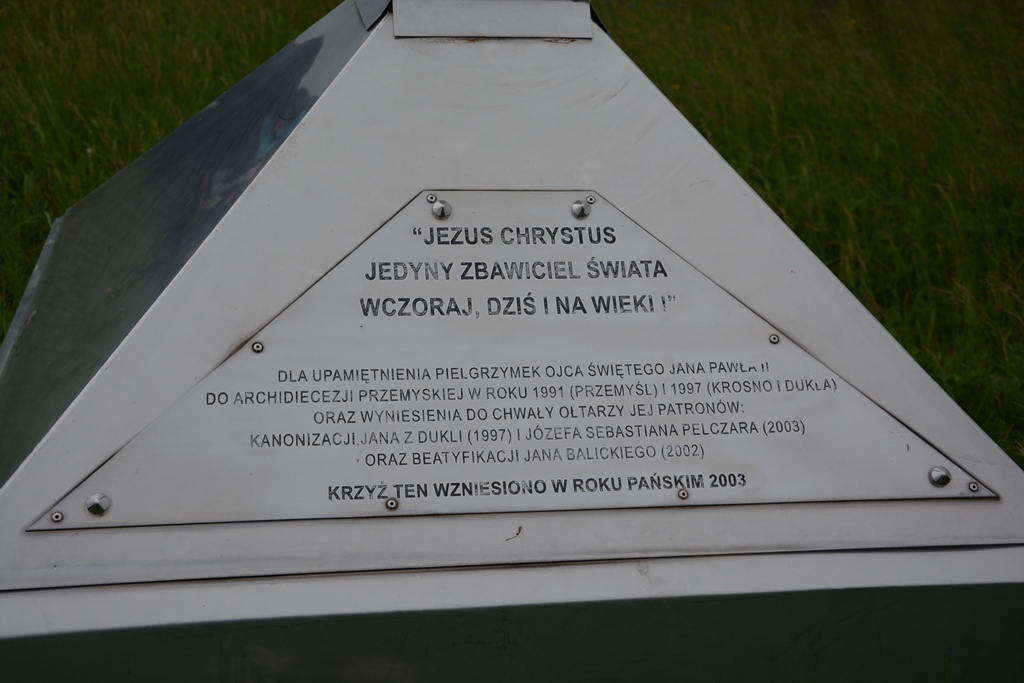 “JEZUS CHRYSTUS
JEDYNY ZBAWICIEL ŚWIATA
WCZORAJ, DZIŚ I NA WIEKI !”
DLA UPAMIĘTNIENIA PIELGRZYMEK OJCA ŚWIĘTEGO JANA PAWŁA II
DO ARCHIDIECEZJI PRZEMYSKIEJ W ROKU 1991 (PRZEMYŚL) I 1997 (KROSNO I DUKLA)
ORAZ WYNIESIENIA DO CHWAŁY OŁTARZY JEJ PATRONÓW:
KANONIZACJI JANA Z DUKLI (1997) I JÓZEFA SEBASTIANA PELCZARA (2003)
ORAZ BEATYFIKACJI JANA BALICKIEGO (2002)
KRZYŻ TEN WZNIESIONO W ROKU PAŃSKIM 2003